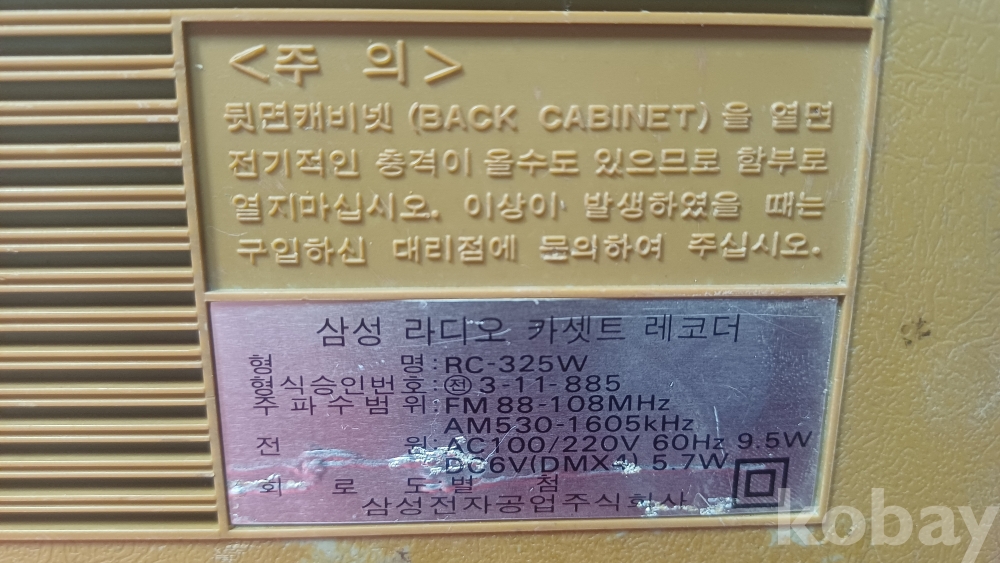 <주 의>
뒷면캐비넷 (BACK CABINET)을 열면
전기적인 충격이 올수도 있으므로 함부로
열지마십시오. 이상이 발생하였을 때는
구입하신 대리점에 문의하여 주십시오.
삼성 라디오 카셋트 레코더
형 명:RC-325W
형식승인번호:㊉3-11-885
주파수범위:FM 88-108MHz
AM530-1605kHz
전 원:AC100/220V 60Hz 9.5W
DC6V(DMX4) 5.7W
회 로 도:별 첨
삼성전자공업주식회사
kobay